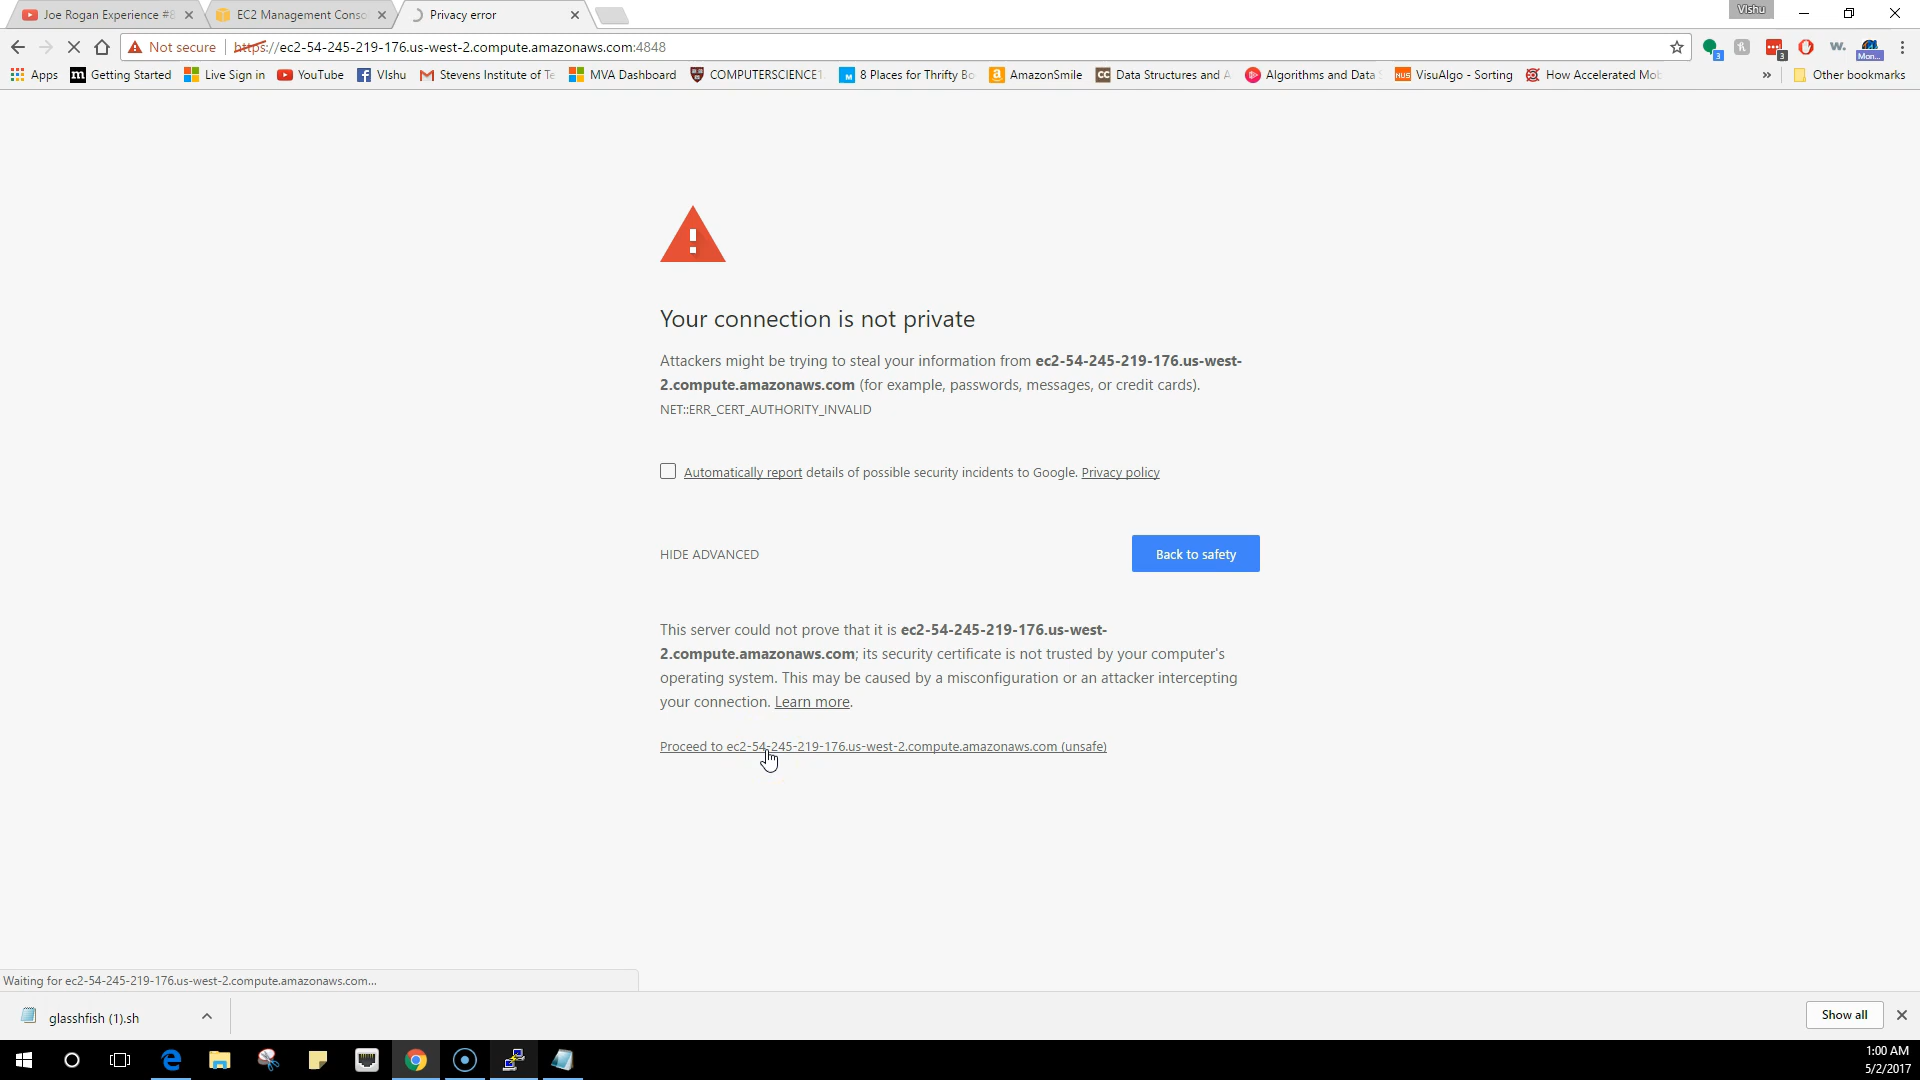 Joe Rogan Experience #8
EC2 Management Conso
Privacy error
Vlshu
Not secure
https://ec2-54-245-219-176.us-west-2.compute.amazonaws.com:4848
3
3
w.
Mon...
Apps
Getting Started
Live Sign in
YouTube
Vlshu
Stevens Institute of Te
MVA Dashboard
COMPUTERSCIENCE1
8 Places for Thrifty Bo
AmazonSmile
Data Structures and A
Algorithms and Data S
VisuAlgo - Sorting
How Accelerated Mob
»
Other bookmarks
Your connection is not private
Attackers might be trying to steal your information from ec2-54-245-219-176.us-west-
2.compute.amazonaws.com (for example, passwords, messages, or credit cards).
NET::ERR_CERT_AUTHORITY_INVALID
Automatically report details of possible security incidents to Google. Privacy policy
HIDE ADVANCED
Back to safety
This server could not prove that it is ec2-54-245-219-176.us-west-
2.compute.amazonaws.com; its security certificate is not trusted by your computer's
operating system. This may be caused by a misconfiguration or an attacker intercepting
your connection. Learn more.
Proceed to ec2-54-245-219-176.us-west-2.compute.amazonaws.com (unsafe)
Waiting for ec2-54-245-219-176.us-west-2.compute.amazonaws.com...
glasshfish (1).sh
Show all
1:00 AM
5/2/2017